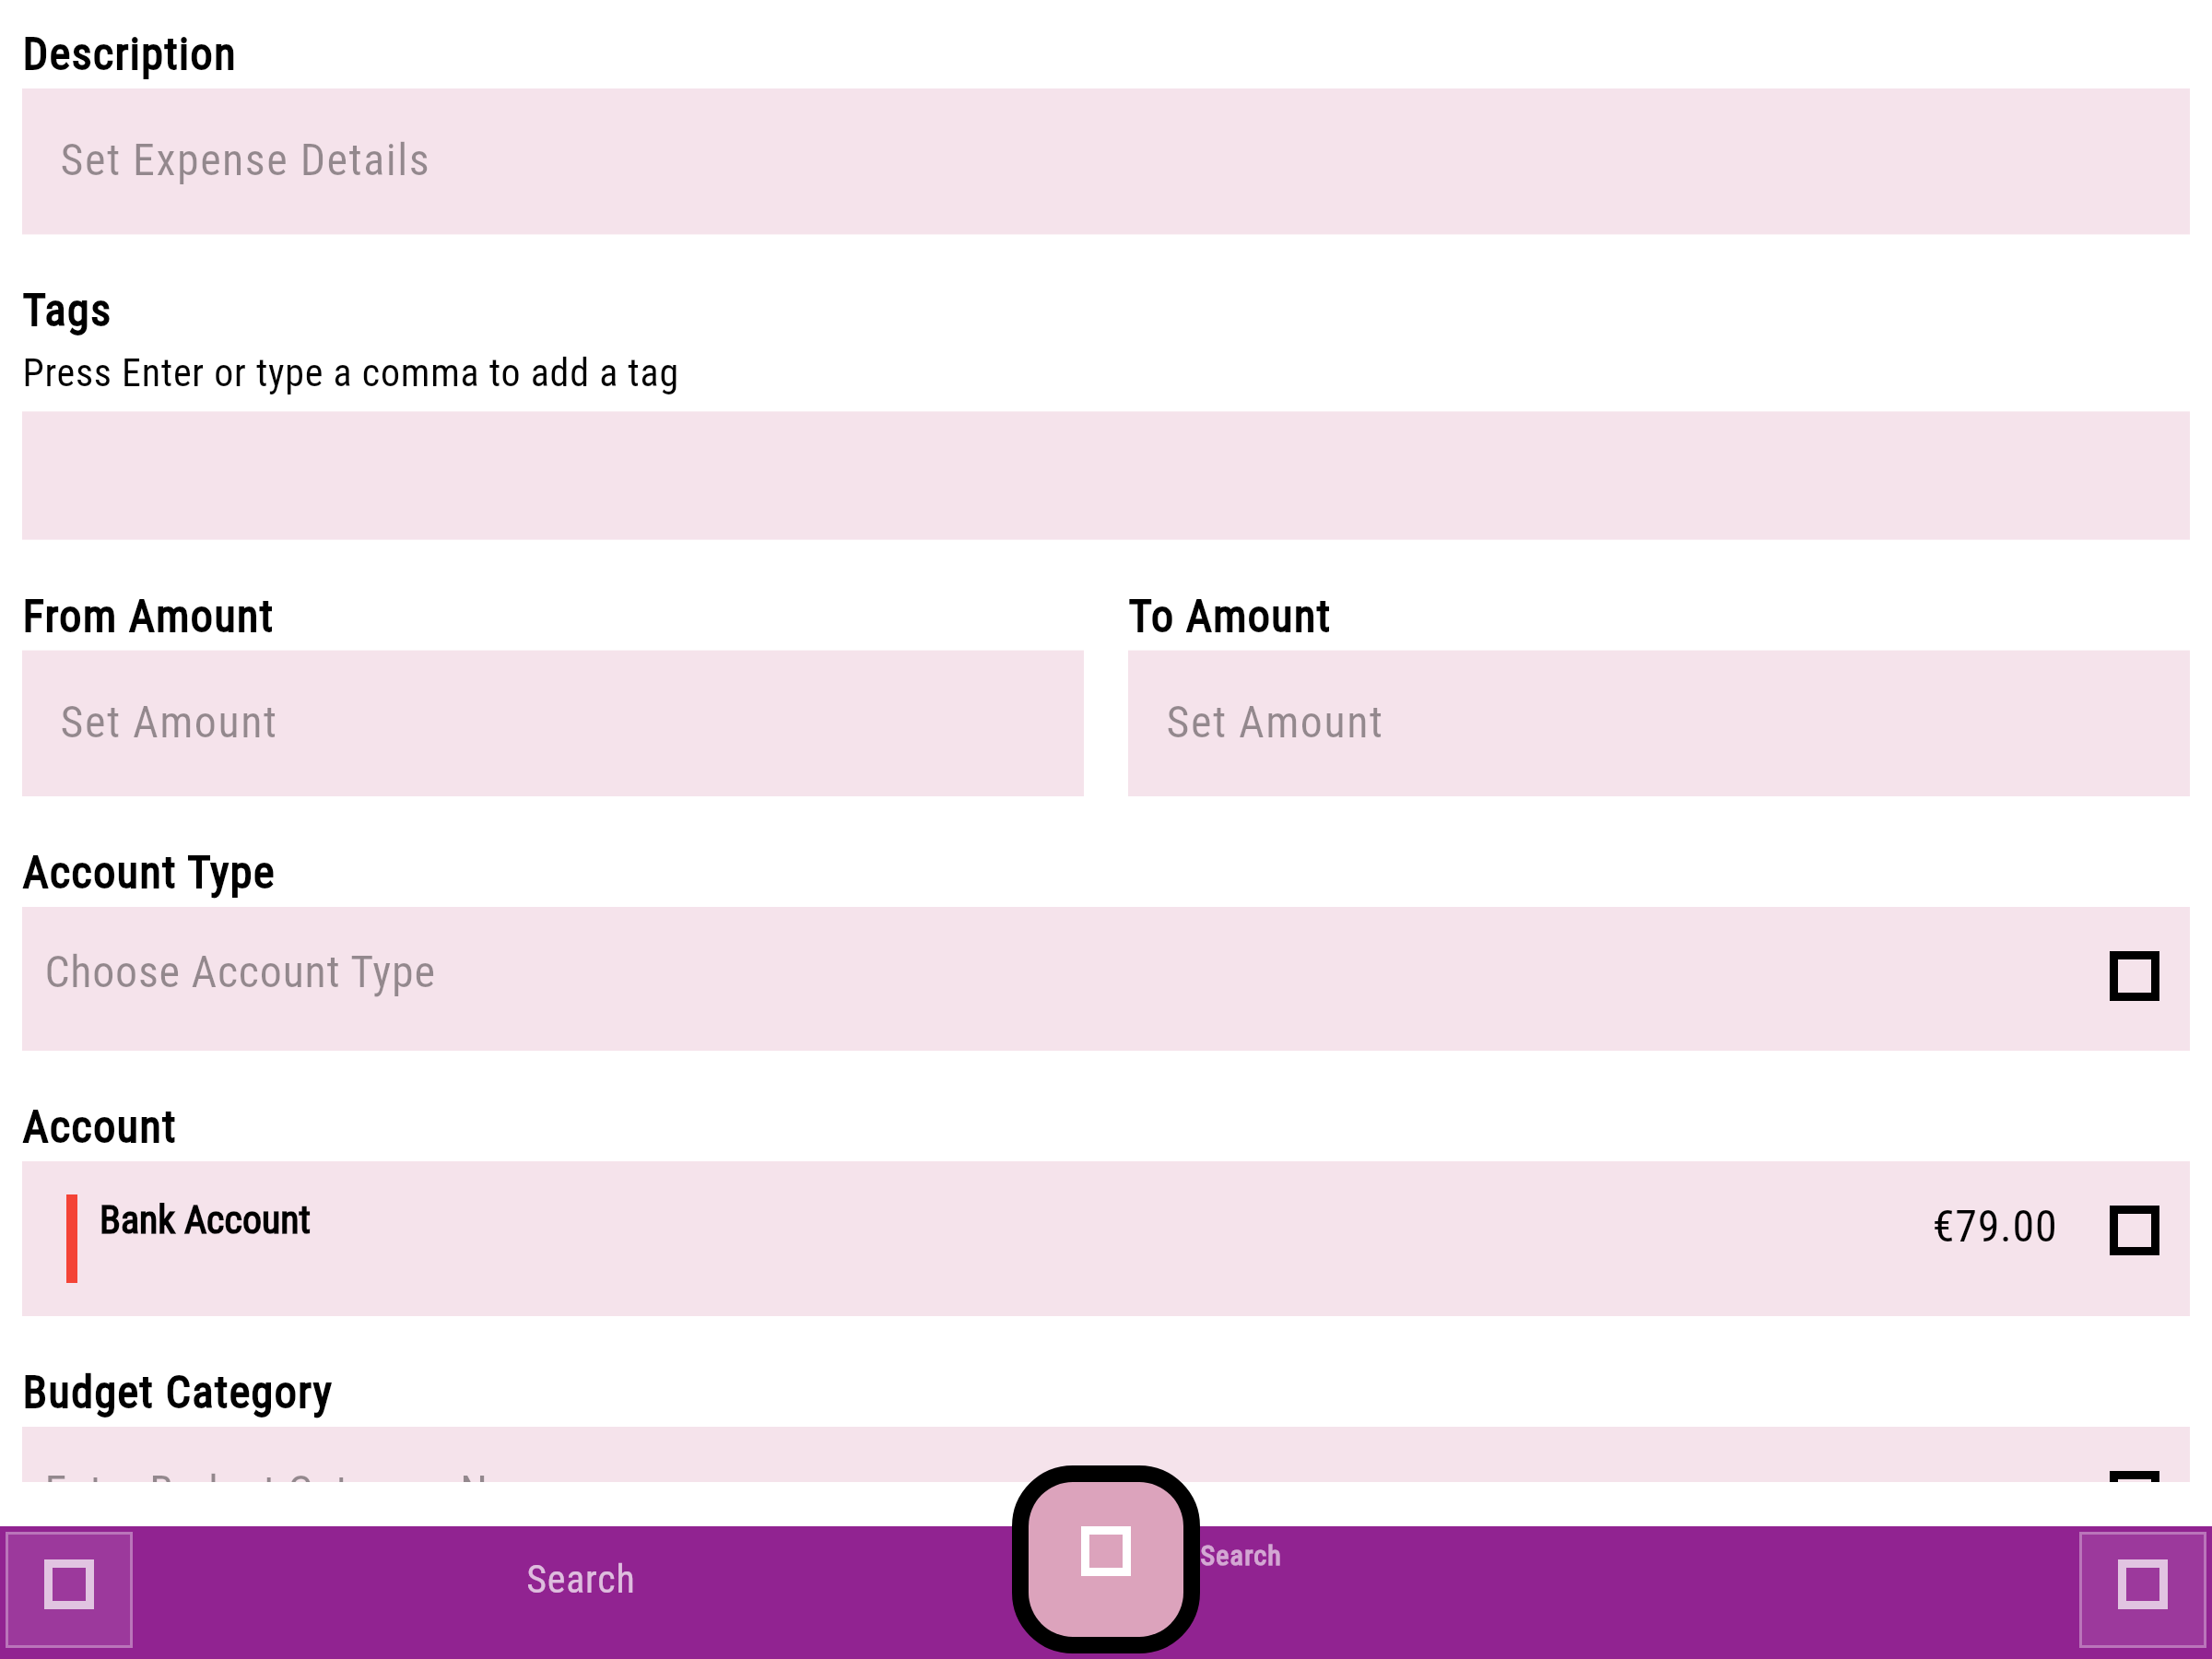 Description
Set Expense Details
Tags
Press Enter or type a comma to add a tag
From Amount
To Amount
Set Amount
Set Amount
Account Type
Choose Account Type
Account
Bank Account
€79.00
Budget Category
Search
Search